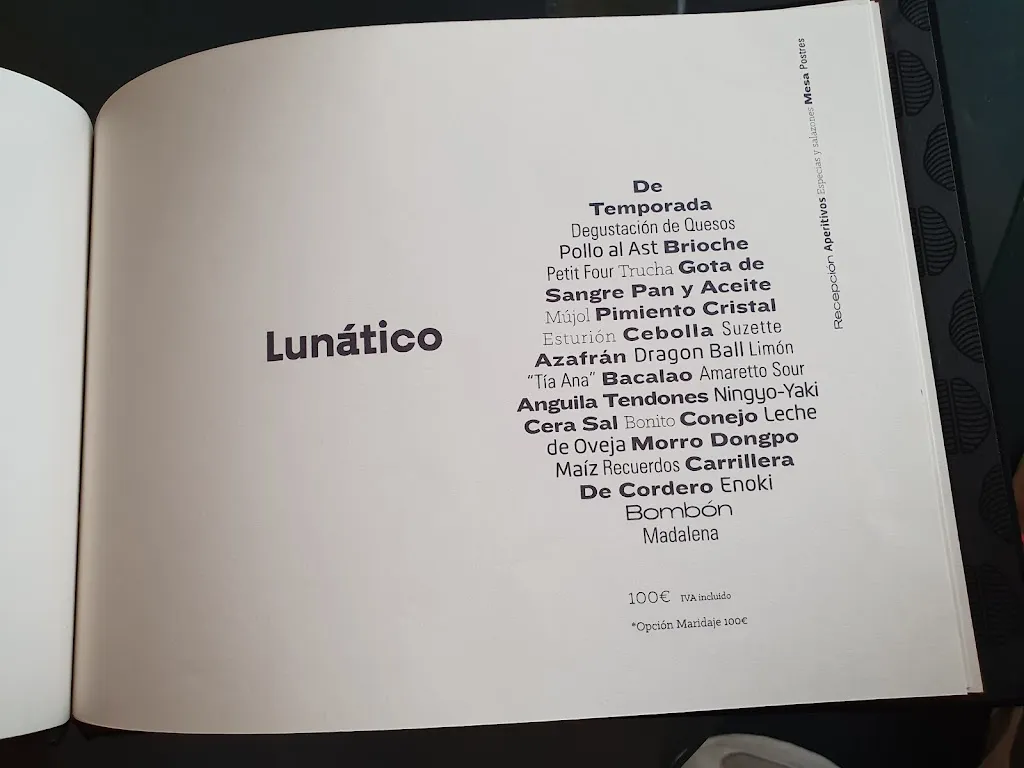 Lunático
De
Temporada
Degustación de Quesos
Pollo al Ast Brioche
Petit Four Trucha Gota de
Sangre Pan y Aceite
Mújol Pimiento Cristal
Esturión Cebolla Suzette
Azafrán Dragon Ball Limón
“Tía Ana” Bacalao Amaretto Sour
Anguila Tendones Ningyo-Yaki
Cera Sal Bonito Conejo Leche
de Oveja Morro Dongpo
Maíz Recuerdos Carrillera
De Cordero Enoki
Bombón
Madalena
100€ IVA incluido
*Opción Maridaje 100€
Recepción Aperitivos Especias y salazones Mesa Postres